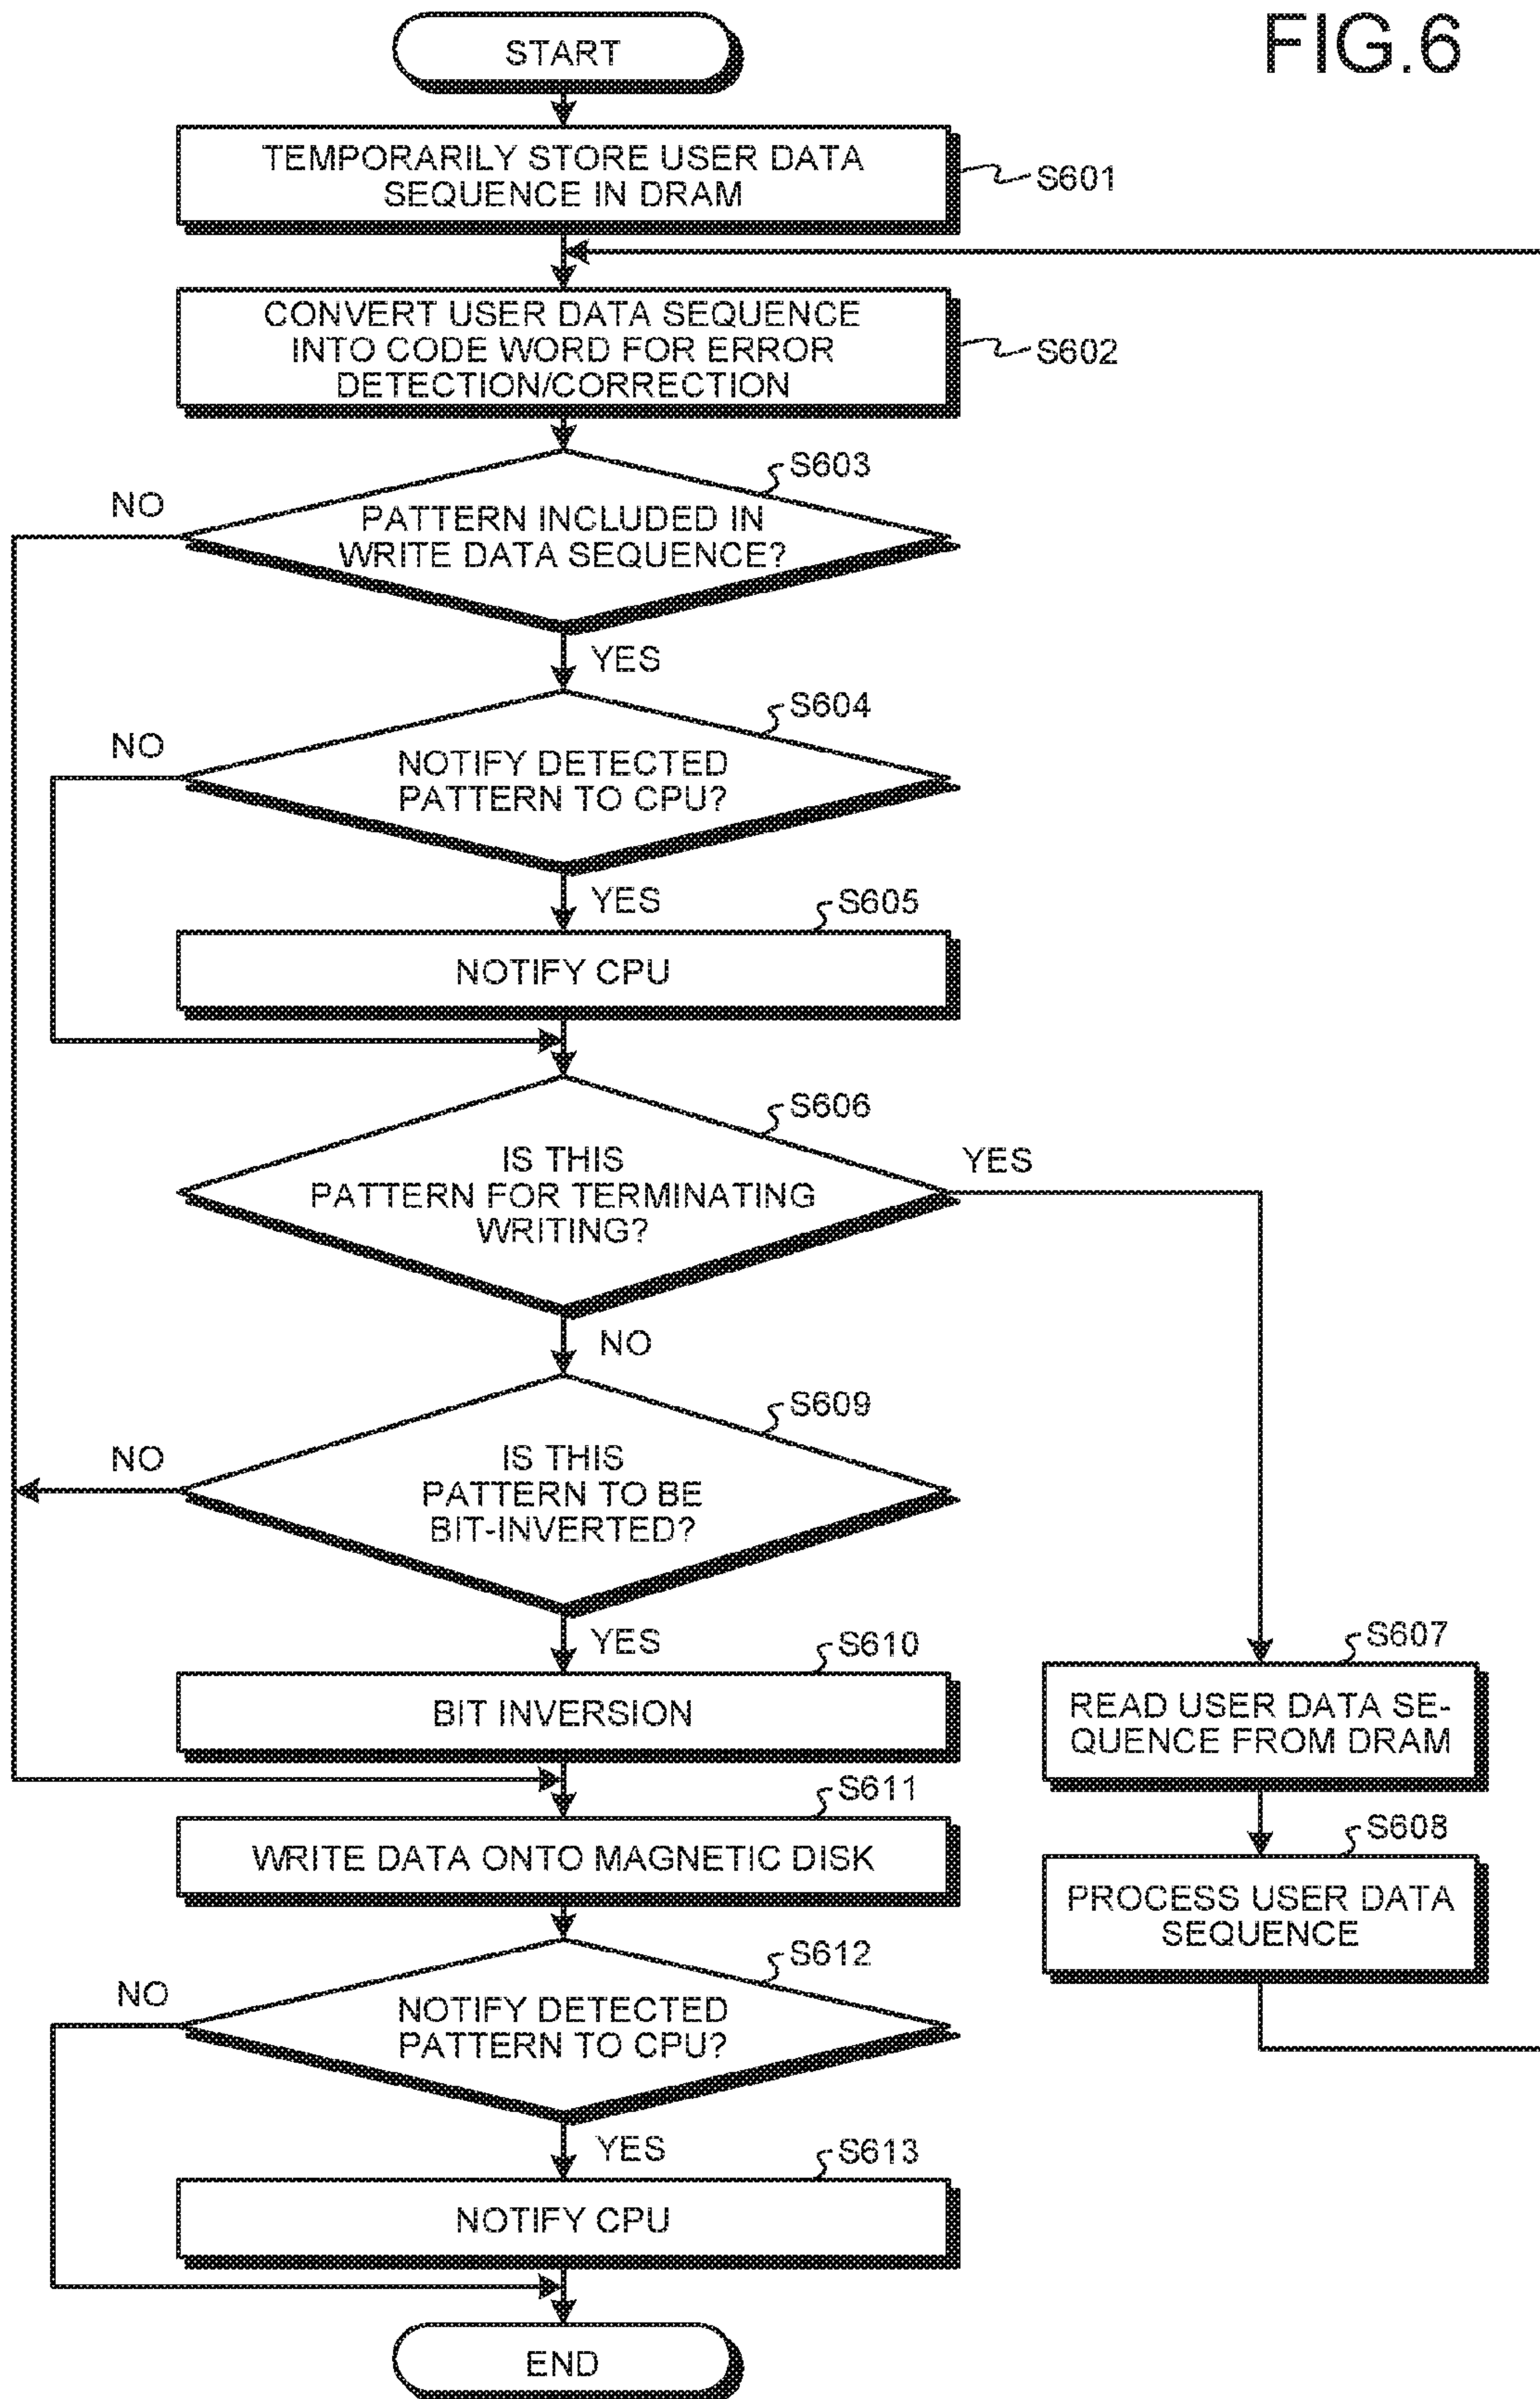 FIG.6
START
TEMPORARILY STORE USER DATA
SEQUENCE IN DRAM
S601
CONVERT USER DATA SEQUENCE
INTO CODE WORD FOR ERROR
DETECTION/CORRECTION
S602
S603
NO
PATTERN INCLUDED IN
WRITE DATA SEQUENCE?
YES
S604
NO
NOTIFY DETECTED
PATTERN TO CPU?
YES
S605
NOTIFY CPU
S606
YES
IS THIS
PATTERN FOR TERMINATING
WRITING?
NO
S609
NO
IS THIS
PATTERN TO BE
BIT-INVERTED?
YES
S610
BIT INVERSION
S607
READ USER DATA SE-
QUENCE FROM DRAM
S611
WRITE DATA ONTO MAGNETIC DISK
S608
PROCESS USER DATA
SEQUENCE
S612
NO
NOTIFY DETECTED
PATTERN TO CPU?
YES
S613
NOTIFY CPU
END